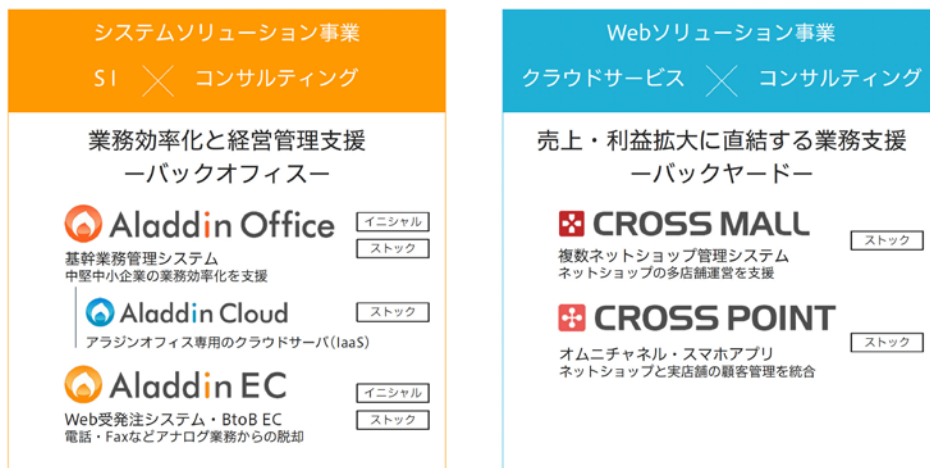 システムソリューション事業
SI × コンサルティング
業務効率化と経営管理支援
ーバックオフィスー
Aladdin Office
イニシャル
ストック
基幹業務管理システム
中堅中小企業の業務効率化を支援
Aladdin Cloud
ストック
アラジンオフィス専用のクラウドサーバ(IaaS)
Aladdin EC
イニシャル
ストック
Web受発注システム・BtoB EC
電話・Faxなどアナログ業務からの脱却
Webソリューション事業
クラウドサービス × コンサルティング
売上・利益拡大に直結する業務支援
ーバックヤードー
CROSS MALL
ストック
複数ネットショップ管理システム
ネットショップの多店舗運営を支援
CROSS POINT
ストック
オムニチャネル・スマホアプリ
ネットショップと実店舗の顧客管理を統合